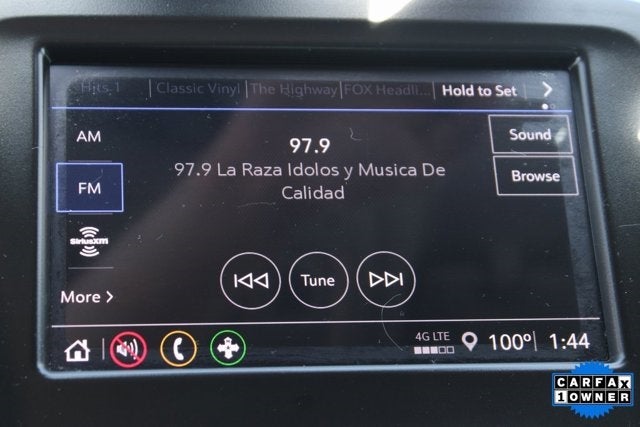 Hits 1 Classic Vinyl The Highway FOX Headli... Hold to Set >
AM
97.9
Sound
97.9 La Raza Idolos y Musica De
Calidad
FM
Browse
SiriusXM
Tune
More >
4G LTE
100° 1:44
CARFAX
1 OWNER